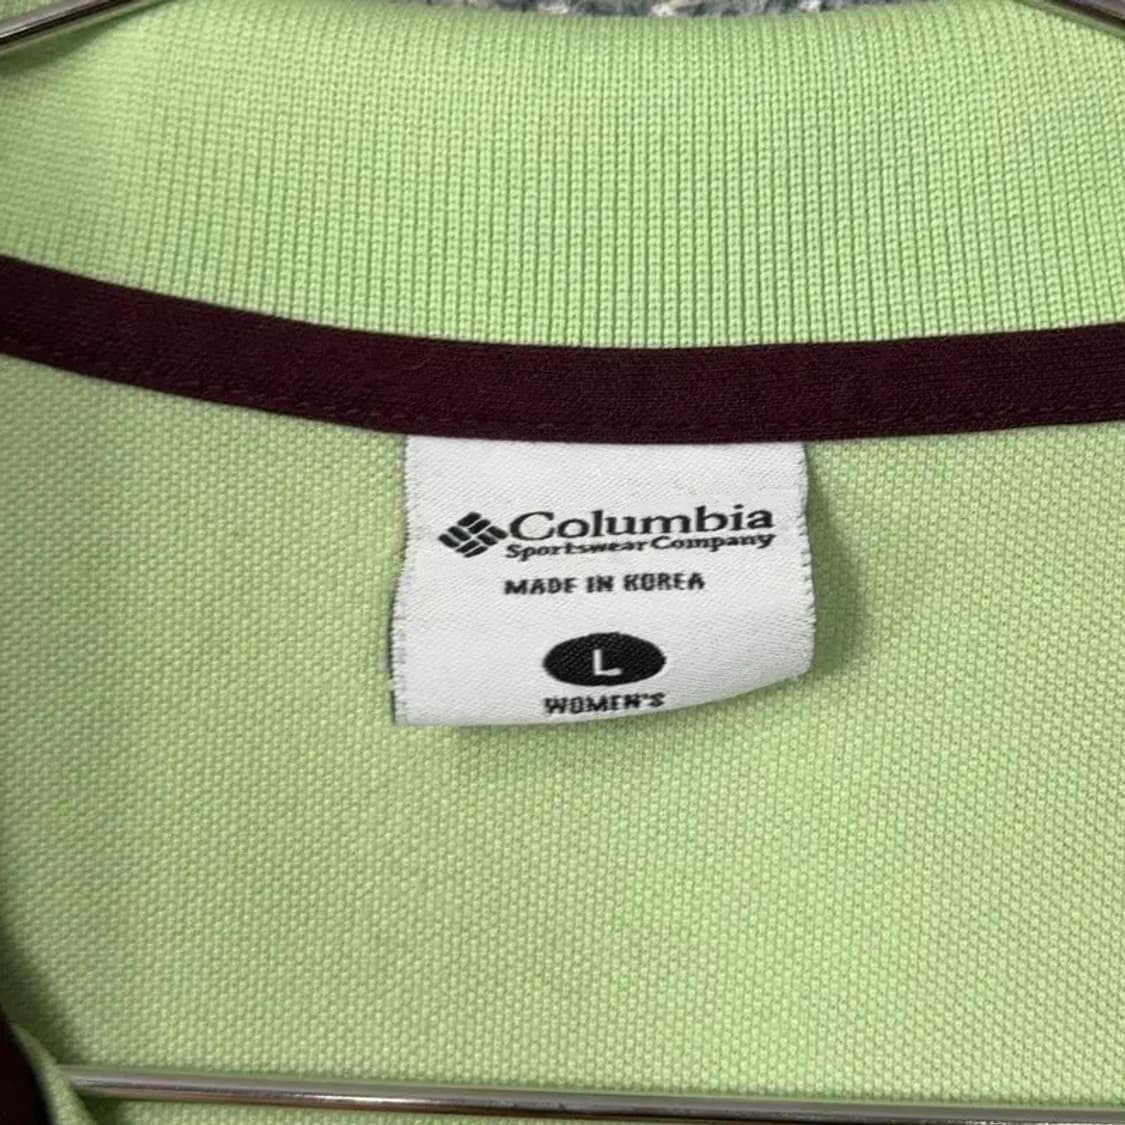 Columbia
Sportswear Company
MADE IN KOREA
L
WOMEN'S